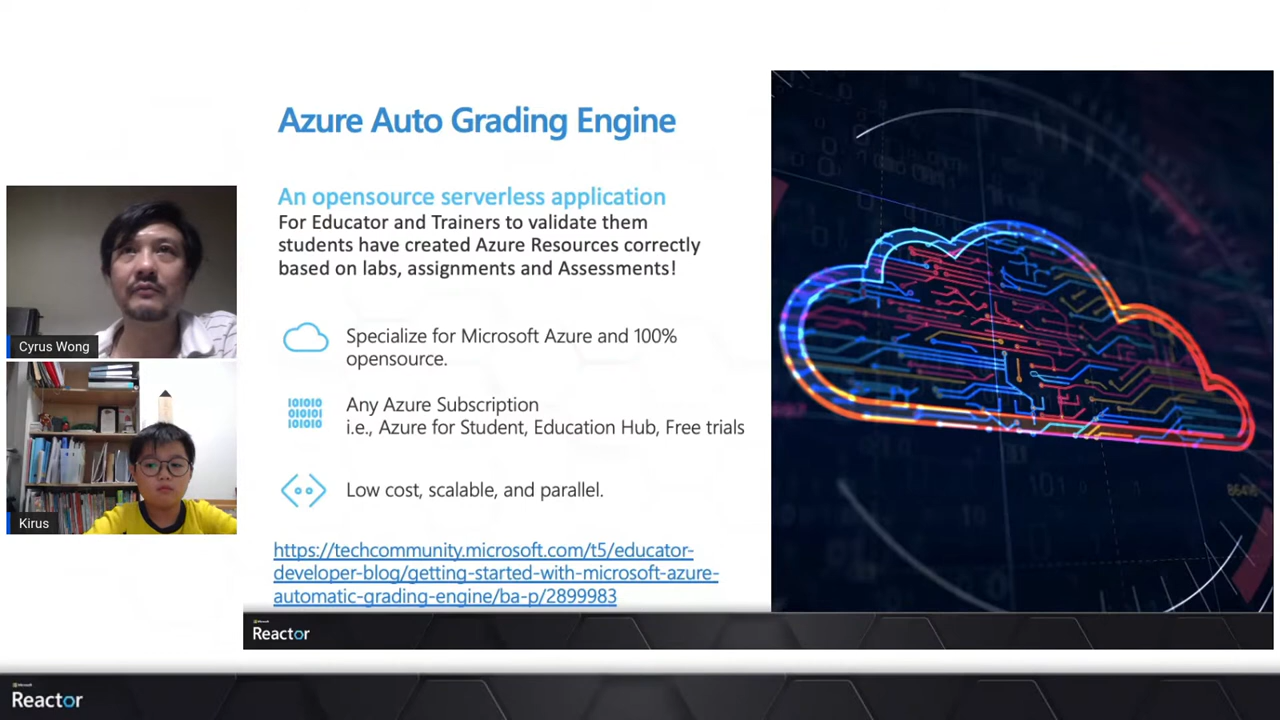 Azure Auto Grading Engine
An opensource serverless application
For Educator and Trainers to validate them
students have created Azure Resources correctly
based on labs, assignments and Assessments!
Specialize for Microsoft Azure and 100%
opensource.
Any Azure Subscription
i.e., Azure for Student, Education Hub, Free trials
Low cost, scalable, and parallel.
https://techcommunity.microsoft.com/t5/educator-
developer-blog/getting-started-with-microsoft-azure-
automatic-grading-engine/ba-p/2899983
Cyrus Wong
Kirus
Microsoft
Reactor
Microsoft
Reactor